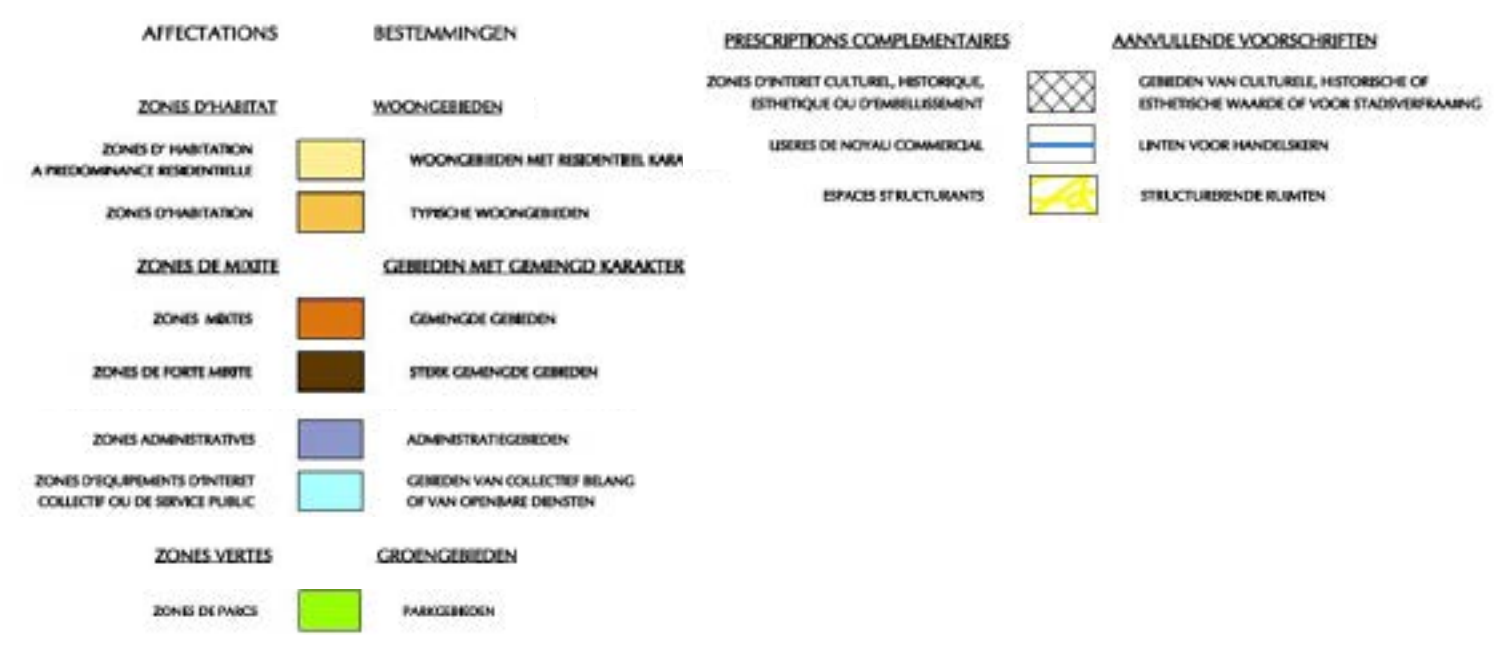 AFFECTATIONS BESTEMMINGEN
ZONES D'HABITAT WOONGEBIEDEN
ZONES D' HABITATION
A PREDOMINANCE RESIDENTIELLE
WOONGEBIEDEN MET RESIDENTIEEL KARA
ZONES D'HABITATION TYPISCHE WOONGEBIEDEN
ZONES DE MIXITE GEBIEDEN MET GEMENGD KARAKTER
ZONES MIXTES GEMENGDE GEBIEDEN
ZONES DE FORTE MIXITE STERK GEMENGDE GEBIEDEN
ZONES ADMINISTRATIVES ADMINISTRATIEGEBIEDEN
ZONES D'EQUIPEMENTS D'INTERET
COLLECTIF OU DE SERVICE PUBLIC
GEBIEDEN VAN COLLECTIEF BELANG
OF VAN OPENBARE DIENSTEN
ZONES VERTES GROENGEBIEDEN
ZONES DE PARCS PARKGEBIEDEN
PRESCRIPTIONS COMPLEMENTAIRES AANVULLENDE VOORSCHRIFTEN
ZONES D'INTERET CULTUREL, HISTORIQUE,
ESTHETIQUE OU D'EMBELLISSEMENT
GEBIEDEN VAN CULTURELE, HISTORISCHE OF
ESTHETISCHE WAARDE OF VOOR STADSVERFRAAIING
LISERES DE NOYAU COMMERCIAL LINTEN VOOR HANDELSKERN
ESPACES STRUCTURANTS STRUCTURERENDE RUIMTEN